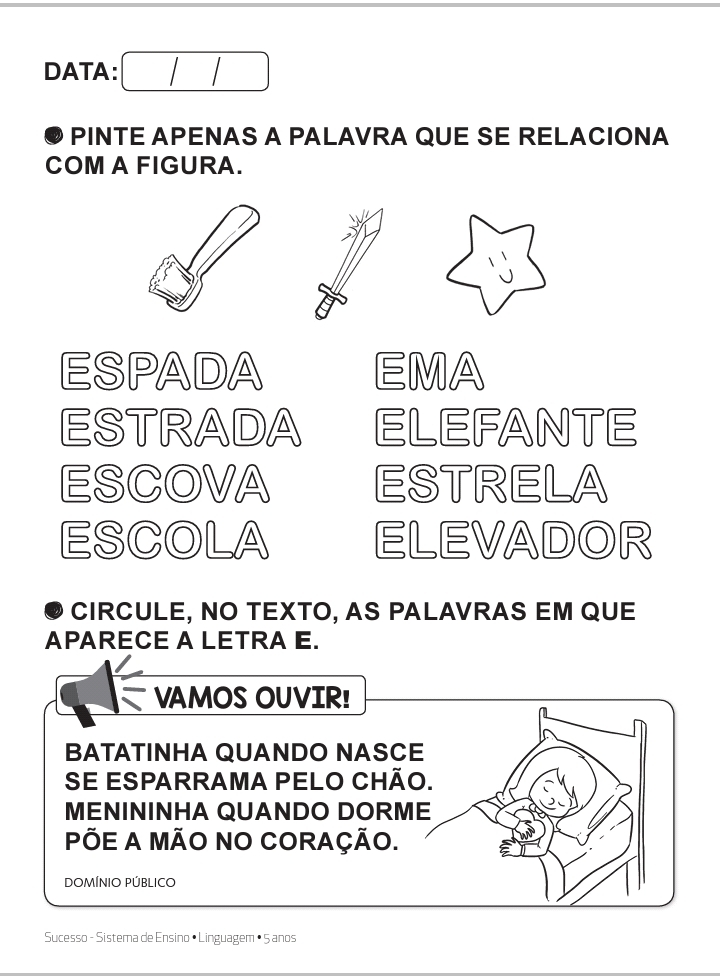 DATA: / /
PINTE APENAS A PALAVRA QUE SE RELACIONA
COM A FIGURA.
ESPADA
ESTRADA
ESCOVA
ESCOLA
EMA
ELEFANTE
ESTRELA
ELEVADOR
CIRCULE, NO TEXTO, AS PALAVRAS EM QUE
APARECE A LETRA E.
VAMOS OUVIR!
BATATINHA QUANDO NASCE
SE ESPARRAMA PELO CHÃO.
MENININHA QUANDO DORME
PÕE A MÃO NO CORAÇÃO.
DOMÍNIO PÚBLICO
Sucesso - Sistema de Ensino • Linguagem • 5 anos